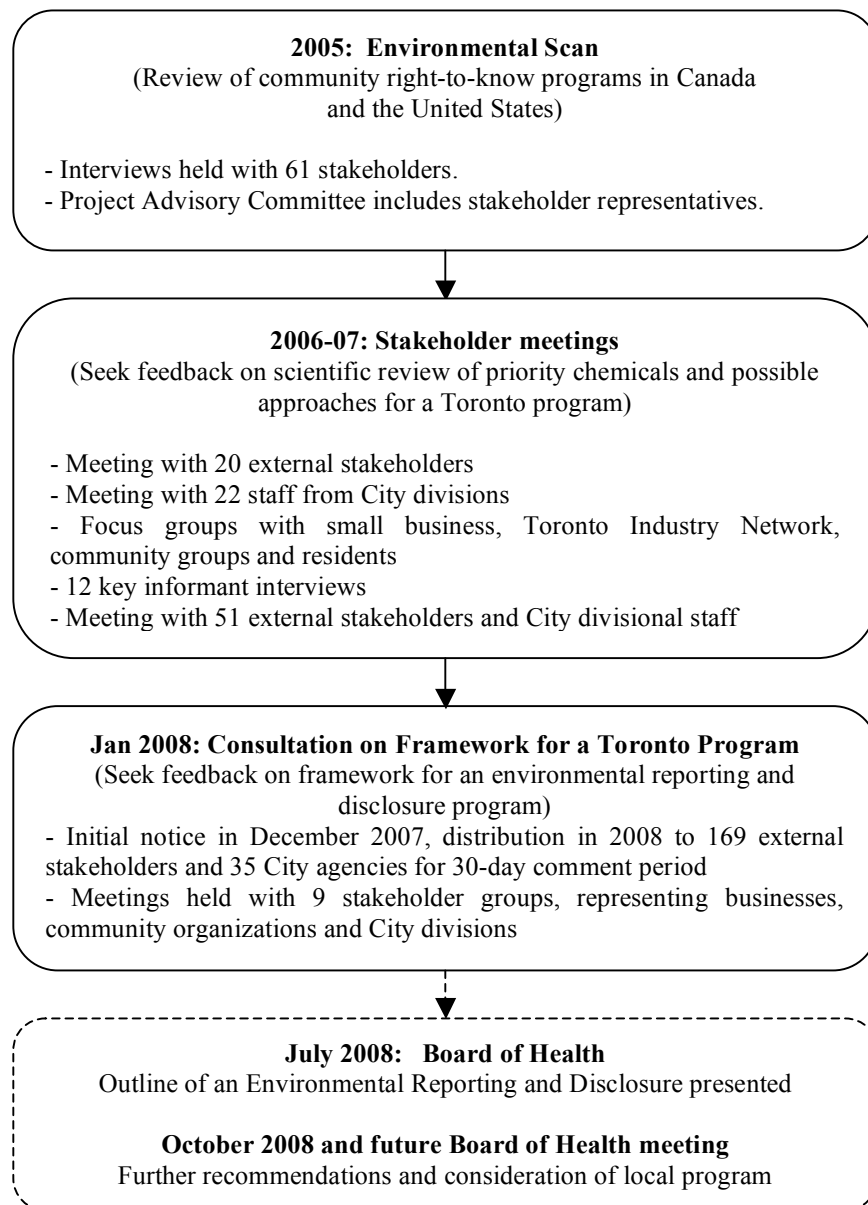 2005:  Environmental Scan
(Review of community right-to-know programs in Canada
and the United States)
- Interviews held with 61 stakeholders.
- Project Advisory Committee includes stakeholder representatives.
2006-07: Stakeholder meetings
(Seek feedback on scientific review of priority chemicals and possible
approaches for a Toronto program)
- Meeting with 20 external stakeholders
- Meeting with 22 staff from City divisions
- Focus groups with small business, Toronto Industry Network,
community groups and residents
- 12 key informant interviews
- Meeting with 51 external stakeholders and City divisional staff
Jan 2008: Consultation on Framework for a Toronto Program
(Seek feedback on framework for an environmental reporting and
disclosure program)
- Initial notice in December 2007, distribution in 2008 to 169 external
stakeholders and 35 City agencies for 30-day comment period
- Meetings held with 9 stakeholder groups, representing businesses,
community organizations and City divisions
July 2008:   Board of Health
Outline of an Environmental Reporting and Disclosure presented
October 2008 and future Board of Health meeting
Further recommendations and consideration of local program